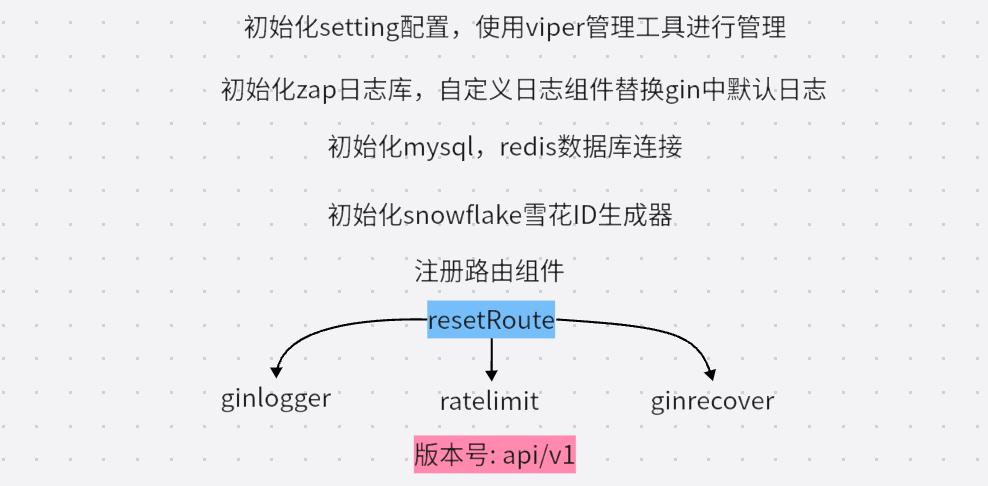 初始化setting配置，使用viper管理工具进行管理
初始化zap日志库，自定义日志组件替换gin中默认日志
初始化mysql，redis数据库连接
初始化snowflake雪花ID生成器
注册路由组件
resetRoute
ginlogger
ratelimit
ginrecover
版本号: api/v1